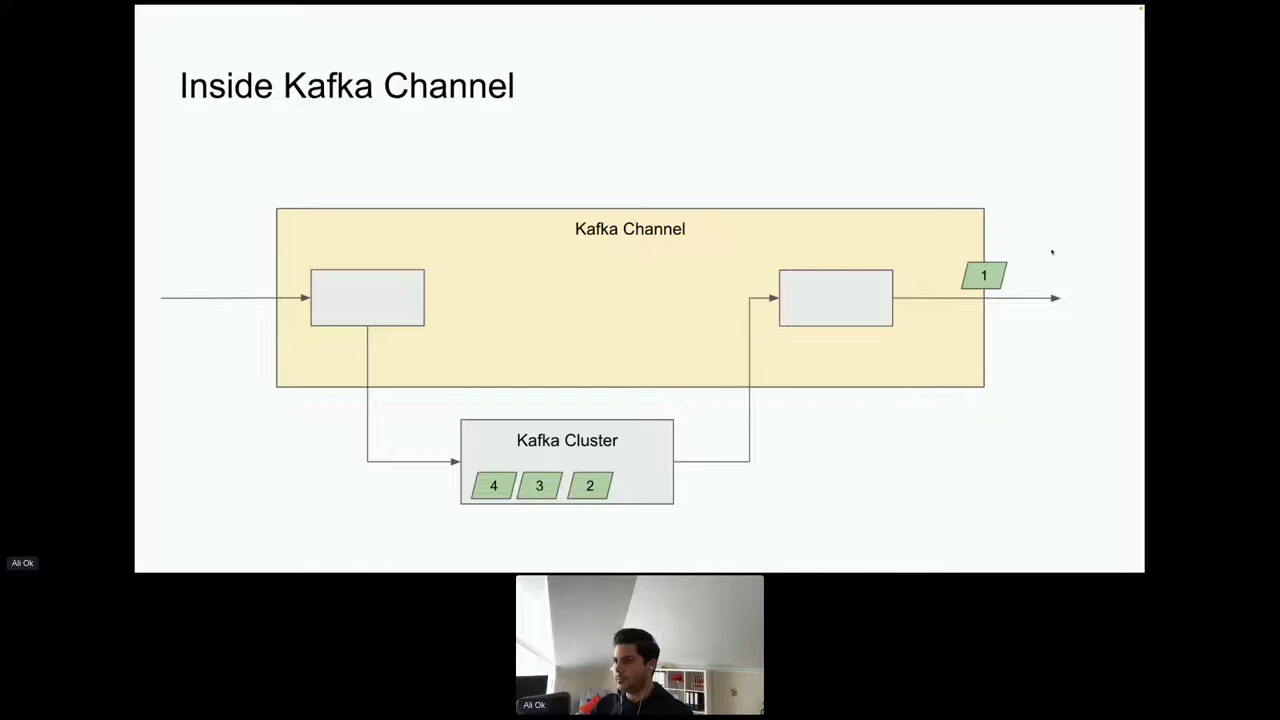 Inside Kafka Channel
Kafka Channel
1
Kafka Cluster
4 3 2
Ali Ok
Ali Ok